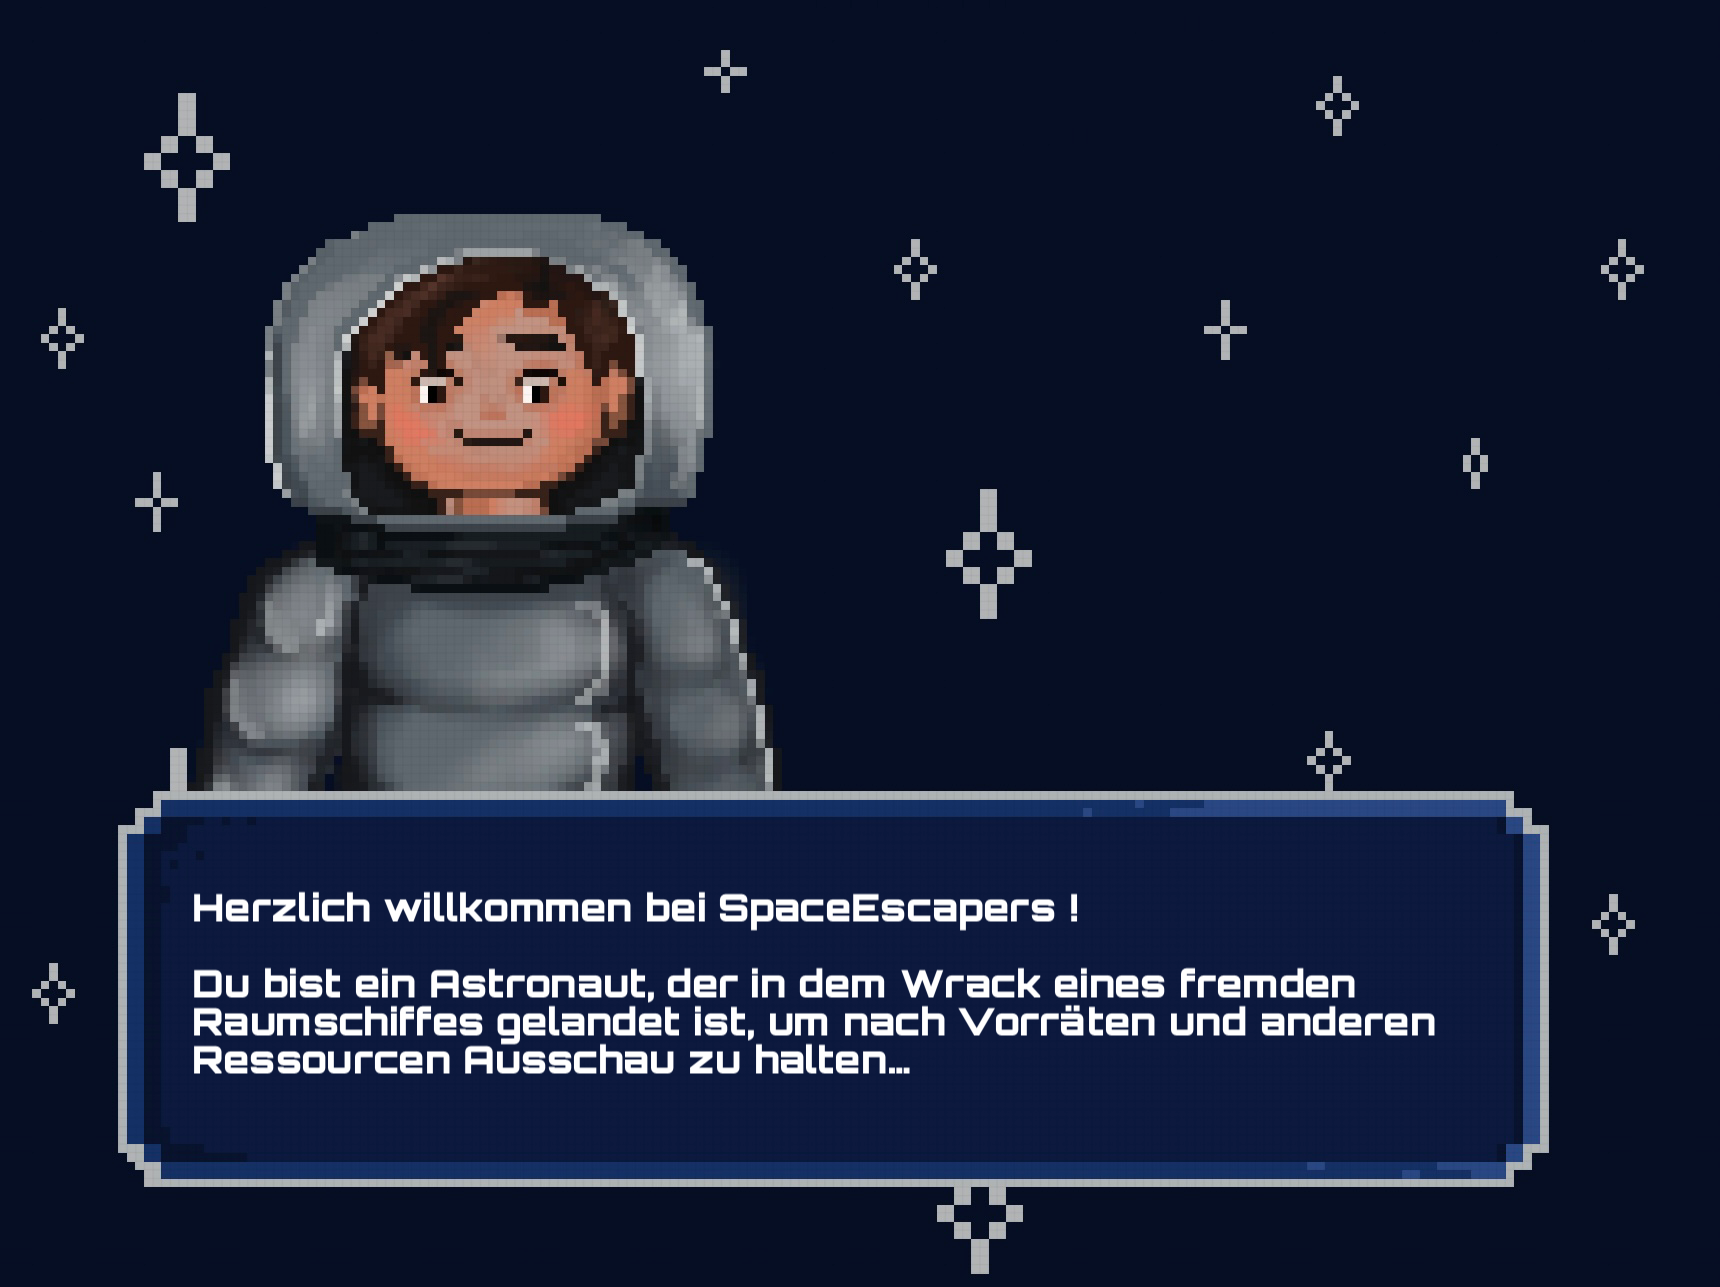 Herzlich willkommen bei SpaceEscapers !
Du bist ein Astronaut, der in dem Wrack eines fremden
Raumschiffes gelandet ist, um nach Vorräten und anderen
Ressourcen Ausschau zu halten...